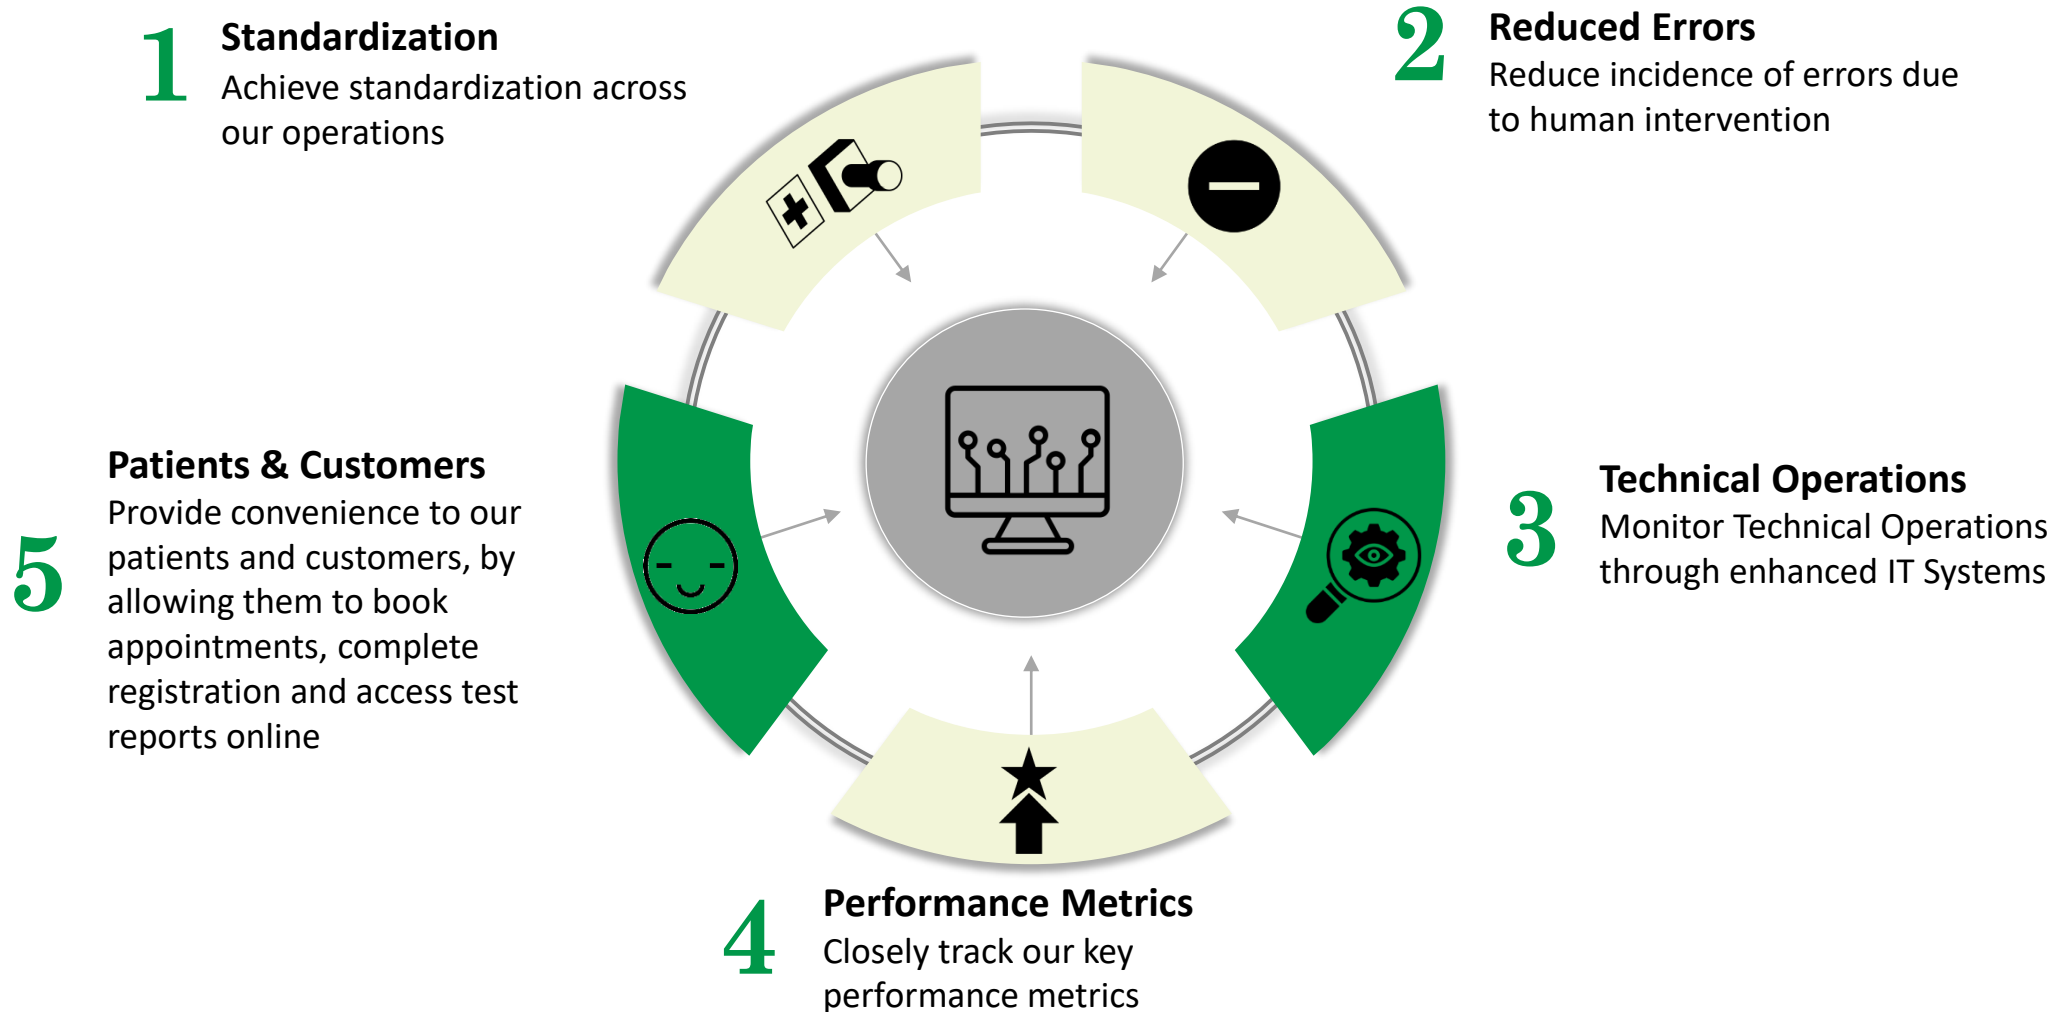 1
Standardization
Achieve standardization across
our operations
2
Reduced Errors
Reduce incidence of errors due
to human intervention
3
Technical Operations
Monitor Technical Operations
through enhanced IT Systems
4
Performance Metrics
Closely track our key
performance metrics
5
Patients & Customers
Provide convenience to our
patients and customers, by
allowing them to book
appointments, complete
registration and access test
reports online